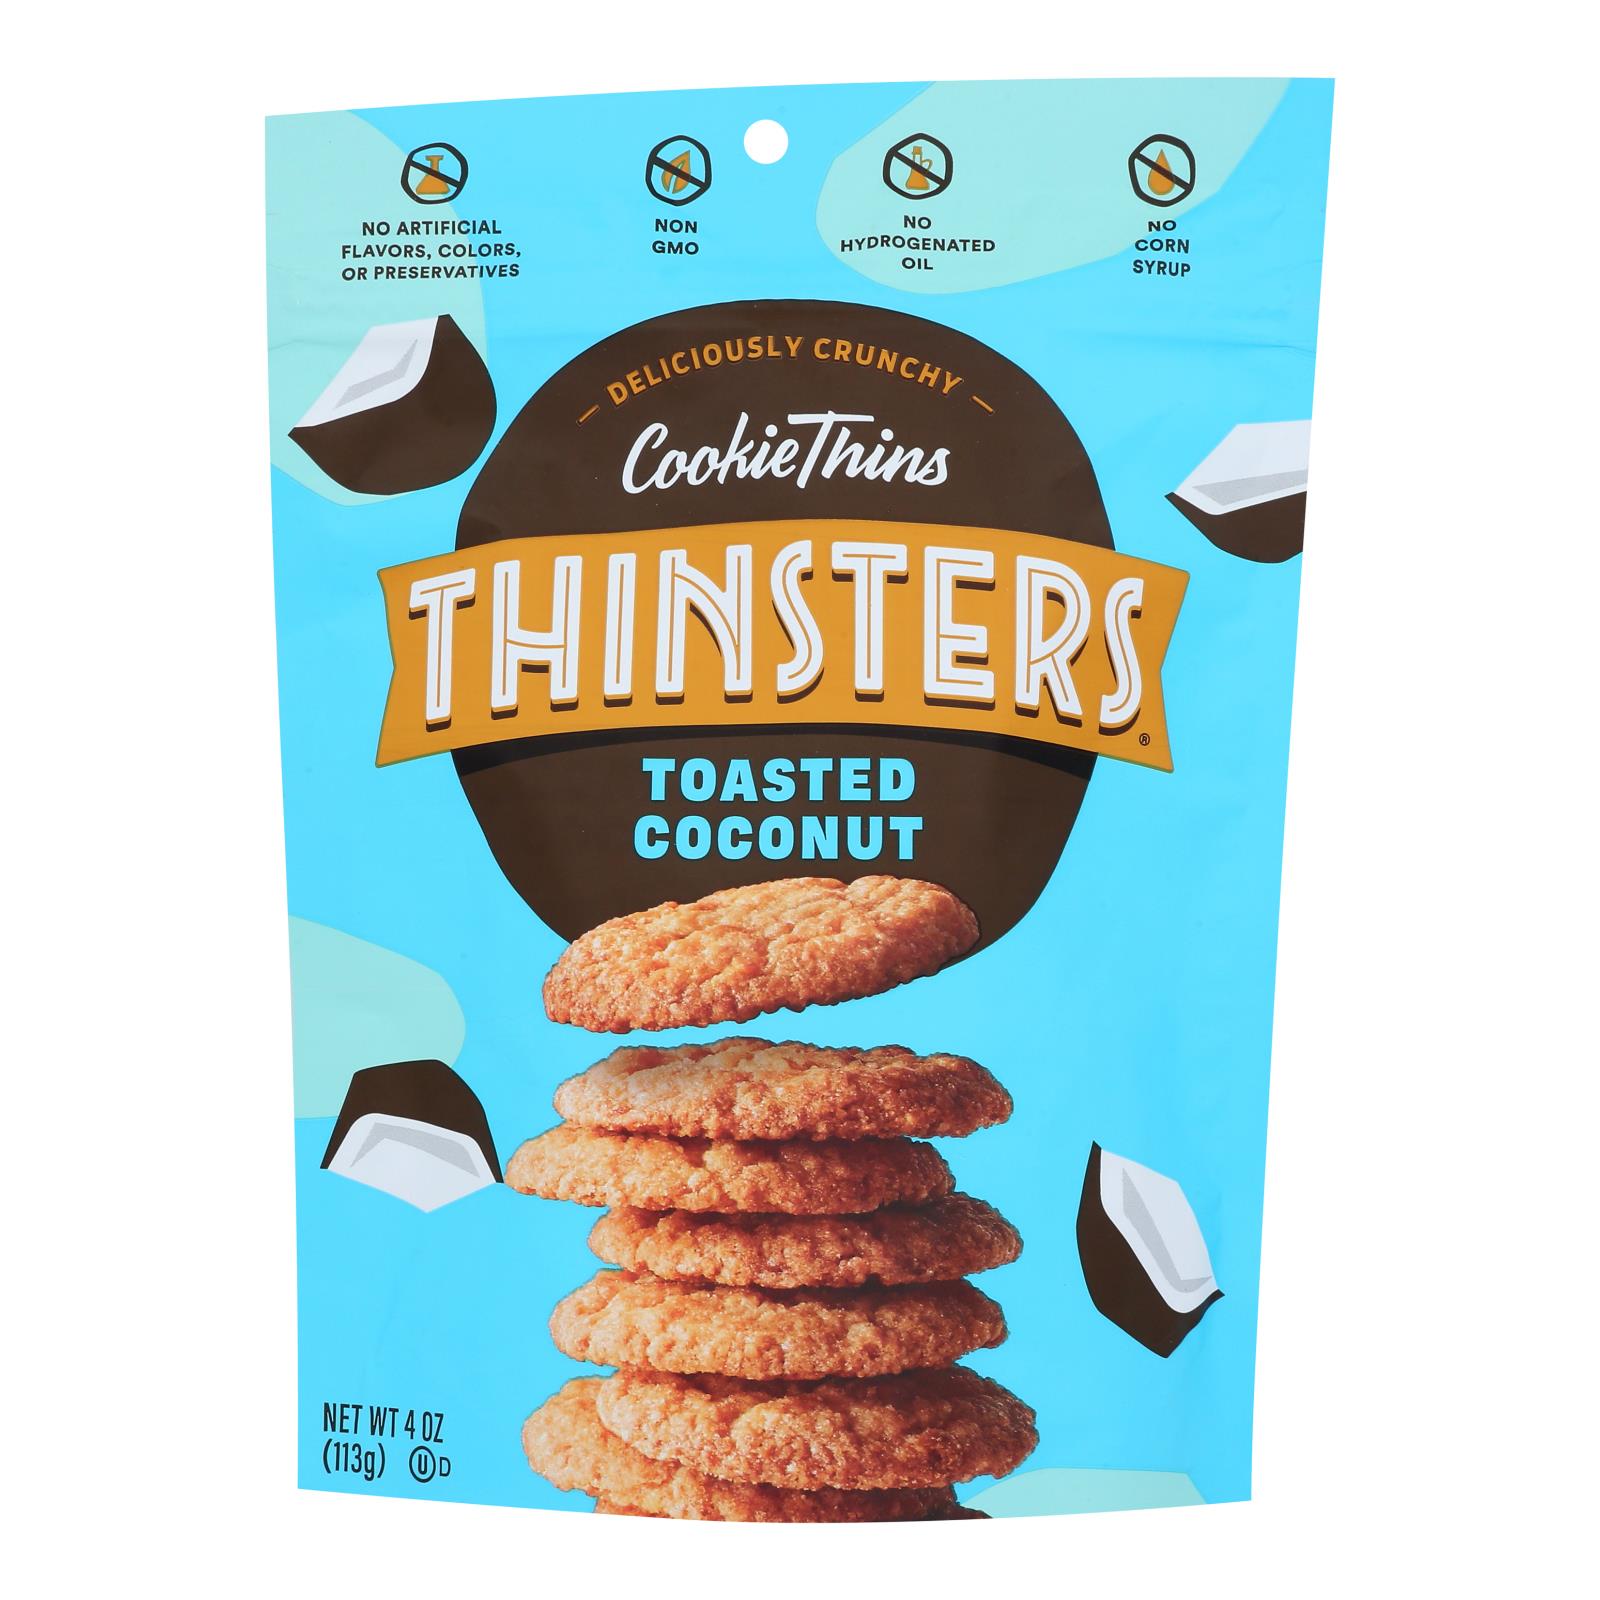 NO ARTIFICIAL
FLAVORS, COLORS,
OR PRESERVATIVES
NON
GMO
NO
HYDROGENATED
OIL
NO
CORN
SYRUP
DELICIOUSLY CRUNCHY
CookieThins
THINSTERS®
TOASTED
COCONUT
NET WT 4 OZ
(113g) U D